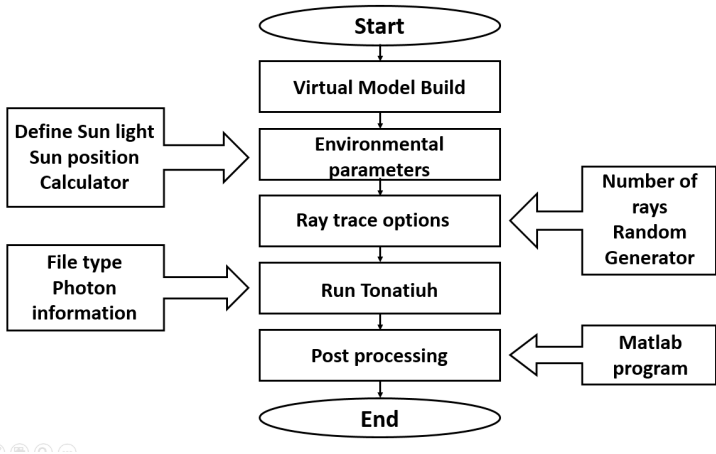 Start
Virtual Model Build
Define Sun light
Sun position
Calculator
Environmental
parameters
Ray trace options
Number of
rays
Random
Generator
File type
Photon
information
Run Tonatiuh
Post processing
Matlab
program
End